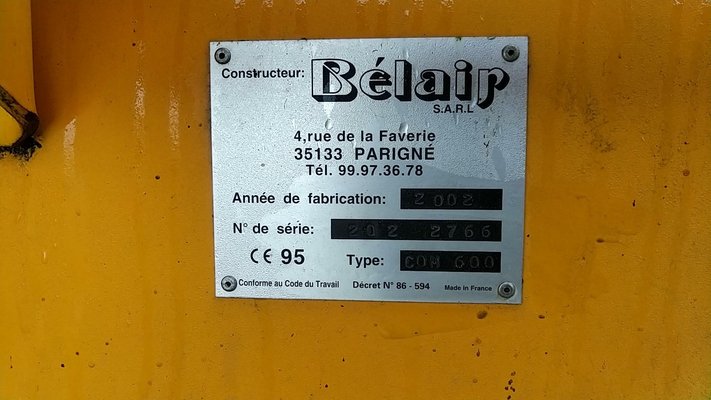 Constructeur: Bélair
S.A.R.L
4,rue de la Faverie
35133 PARIGNÉ
Tél. 99.97.36.78
Année de fabrication: 2002
N° de série: 202 2766
CE 95 Type: COM 600
Conforme au Code du Travail Décret N° 86 - 594 Made in France